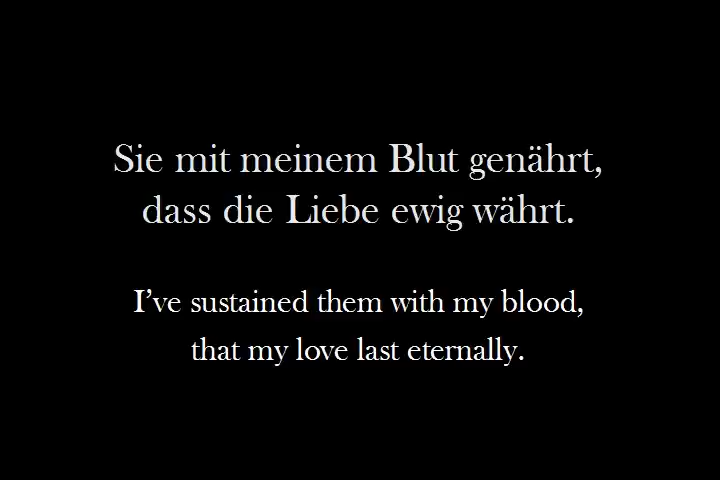 Sie mit meinem Blut genährt,
dass die Liebe ewig währt.
I’ve sustained them with my blood,
that my love last eternally.